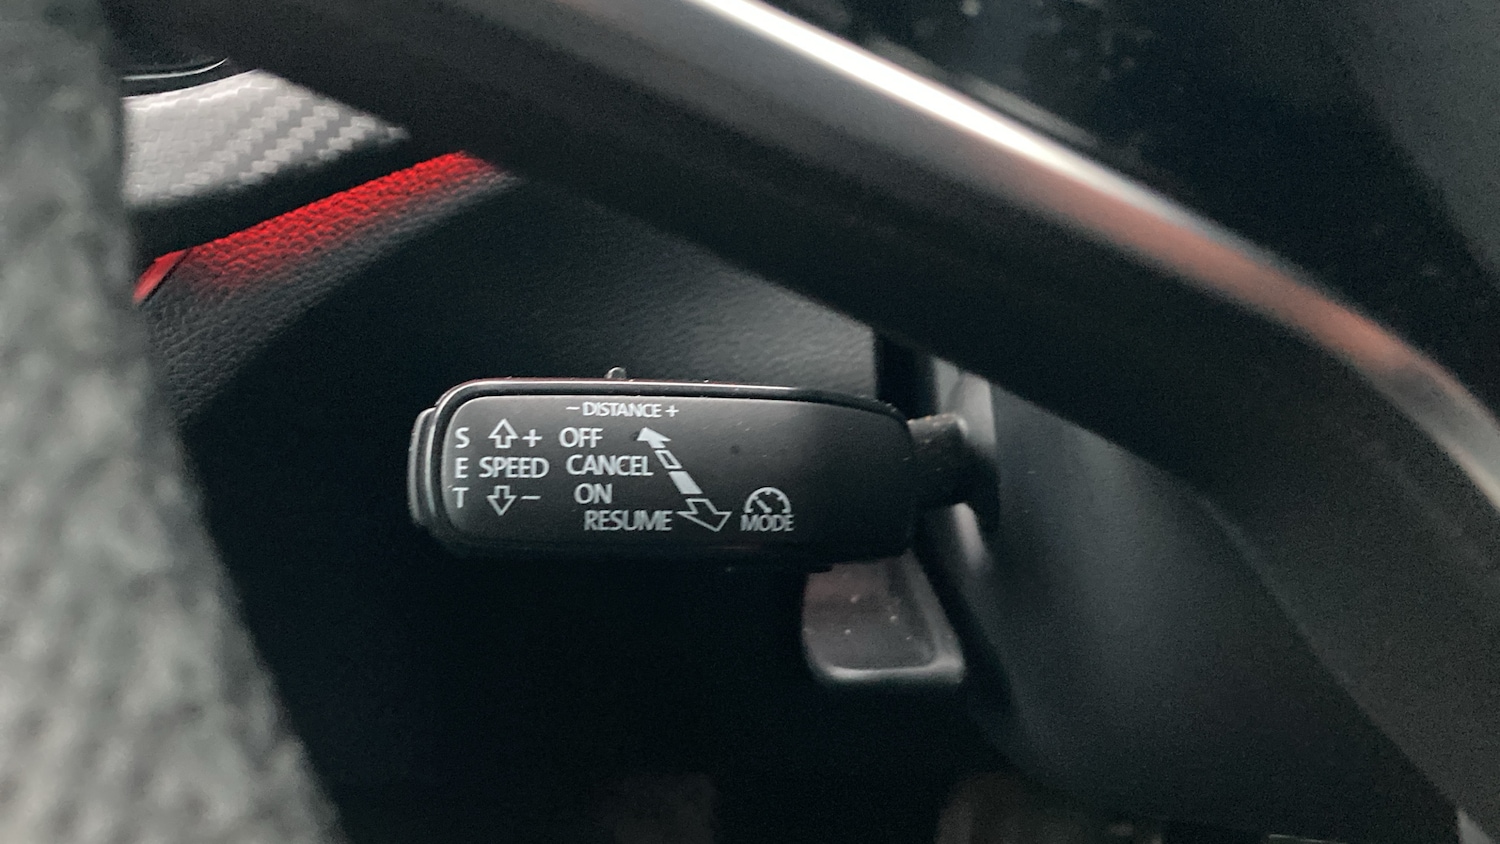 − DISTANCE +
S + OFF
E SPEED CANCEL
T − ON
RESUME MODE